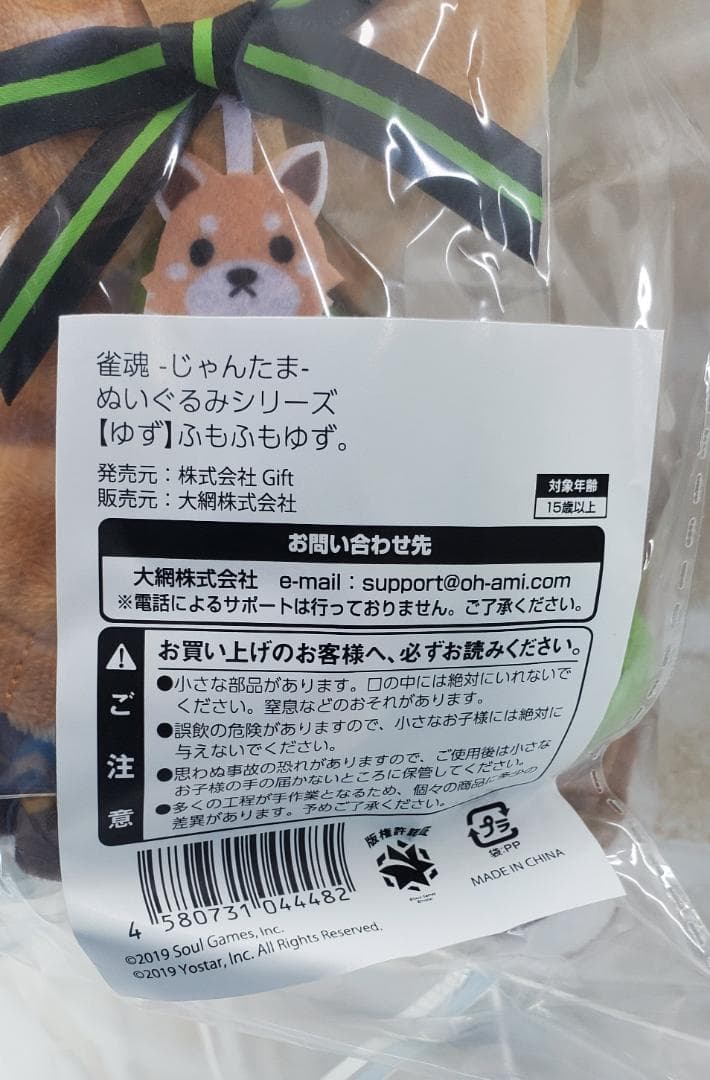 雀魂 -じゃんたま-
ぬいぐるみシリーズ
【ゆず】ふもふもゆず。
発売元：株式会社 Gift
販売元：大網株式会社
対象年齢
15歳以上
お問い合わせ先
大網株式会社　e-mail：support@oh-ami.com
※電話によるサポートは行っておりません。ご了承ください。
ご注意
お買い上げのお客様へ、必ずお読みください。
●小さな部品があります。口の中には絶対にいれないで
ください。窒息などのおそれがあります。
●誤飲の危険がありますので、小さなお子様には絶対に
与えないでください。
●思わぬ事故の恐れがありますので、ご使用後は小さな
お子様の手の届かないところに保管してください。
●多くの工程が手作業となるため、個々の商品に多少の
差異があります。予めご了承ください。
4 580731 044482
版権許諾証
プラ
袋:PP
MADE IN CHINA
©2019 Soul Games, Inc.
©2019 Yostar, Inc. All Rights Reserved.